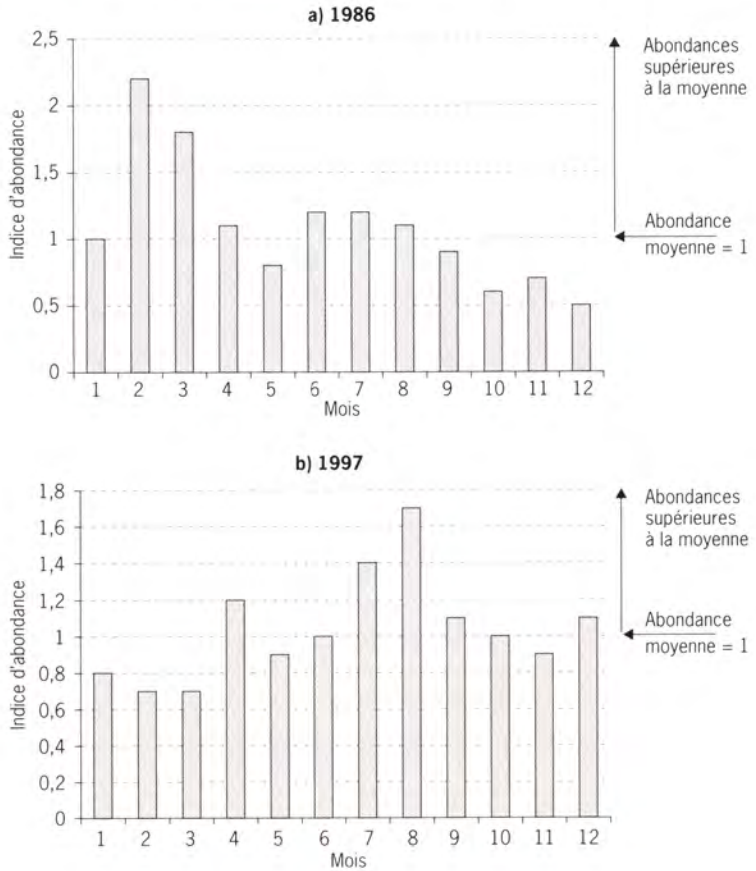 a) 1986
2,5
2
1,5
1
0,5
0
Indice d'abondance
1 2 3 4 5 6 7 8 9 10 11 12
Mois
Abondances
supérieures
à la moyenne
Abondance
moyenne = 1
b) 1997
1,8
1,6
1,4
1,2
1
0,8
0,6
0,4
0,2
0
Indice d'abondance
1 2 3 4 5 6 7 8 9 10 11 12
Mois
Abondances
supérieures
à la moyenne
Abondance
moyenne = 1